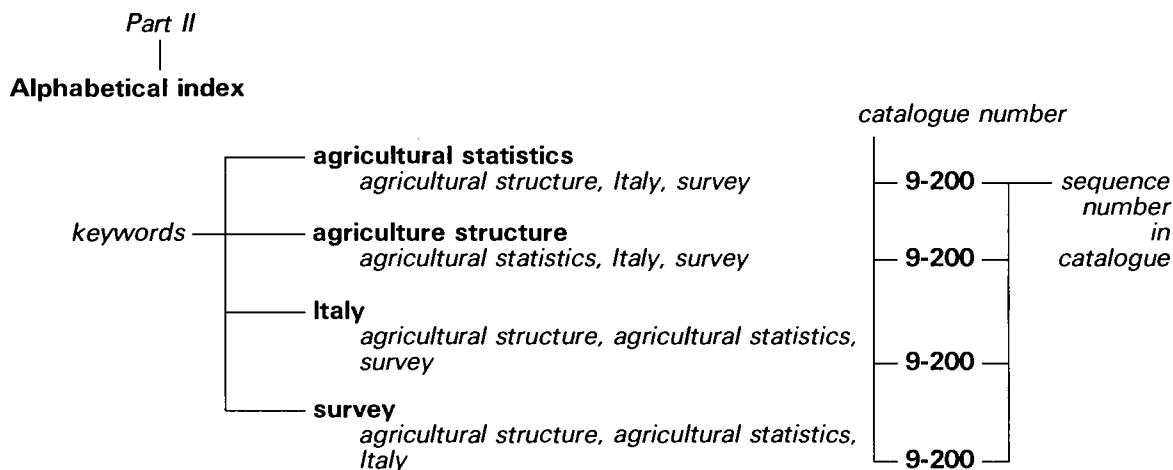 Part II
Alphabetical index
catalogue number
agricultural statistics
agricultural structure, Italy, survey
9-200
sequence
number
in
catalogue
keywords
agriculture structure
agricultural statistics, Italy, survey
9-200
Italy
agricultural structure, agricultural statistics,
survey
9-200
survey
agricultural structure, agricultural statistics,
Italy
9-200